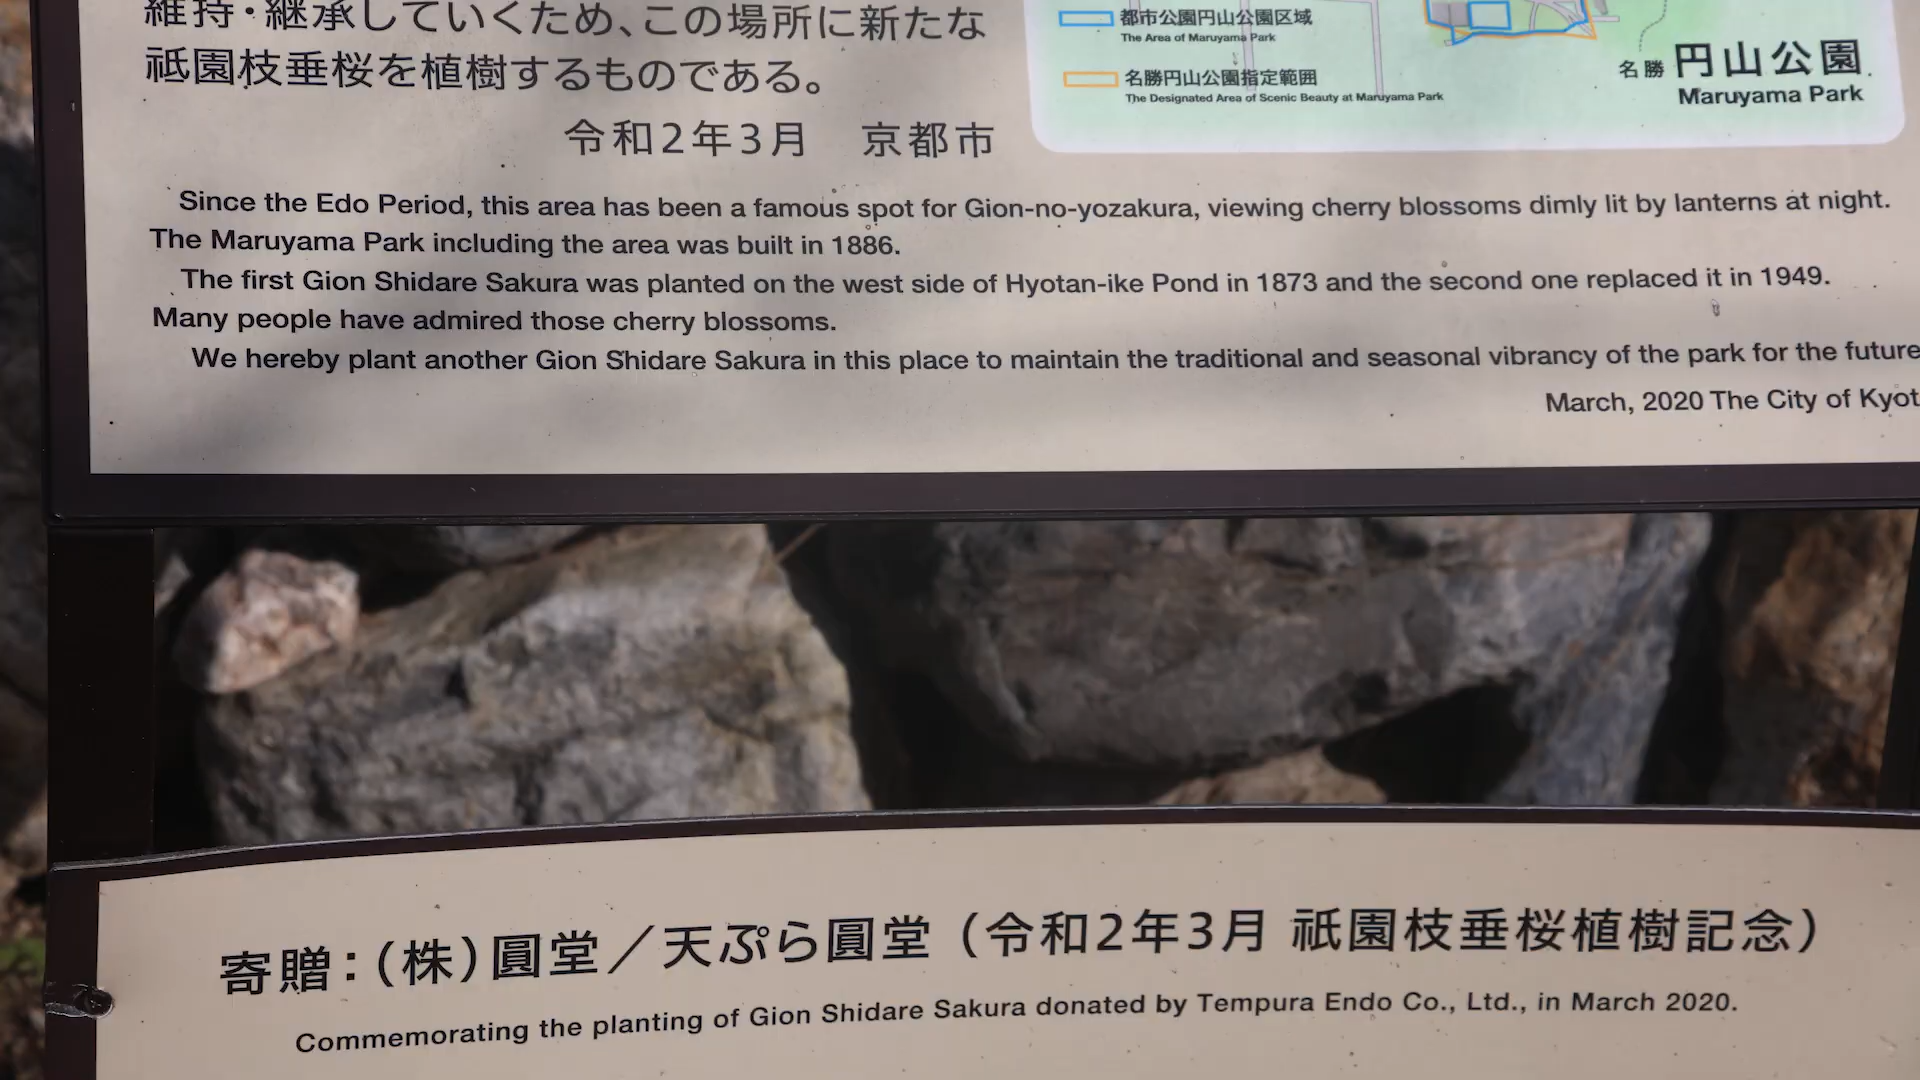 維持・継承していくため、この場所に新たな
祇園枝垂桜を植樹するものである。
令和2年3月　京都市
都市公園円山公園区域
The Area of Maruyama Park
名勝円山公園指定範囲
The Designated Area of Scenic Beauty at Maruyama Park
名勝 円山公園
Maruyama Park
Since the Edo Period, this area has been a famous spot for Gion-no-yozakura, viewing cherry blossoms dimly lit by lanterns at night.
The Maruyama Park including the area was built in 1886.
The first Gion Shidare Sakura was planted on the west side of Hyotan-ike Pond in 1873 and the second one replaced it in 1949.
Many people have admired those cherry blossoms.
We hereby plant another Gion Shidare Sakura in this place to maintain the traditional and seasonal vibrancy of the park for the future
March, 2020 The City of Kyot
寄贈：（株）圓堂／天ぷら圓堂（令和2年3月 祇園枝垂桜植樹記念）
Commemorating the planting of Gion Shidare Sakura donated by Tempura Endo Co., Ltd., in March 2020.